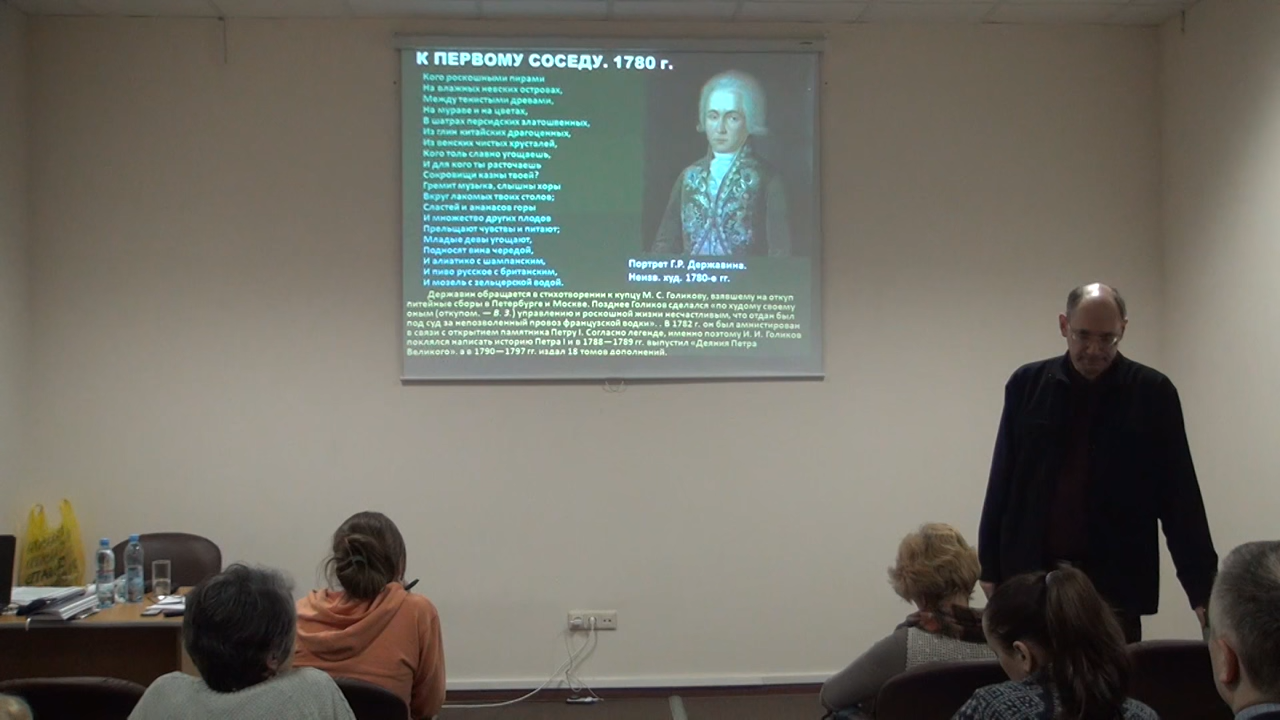 К ПЕРВОМУ СОСЕДУ. 1780 г.
Кого роскошными пирами
На влажных невских островах,
Между тенистыми древами,
На мураве и на цветах,
В шатрах персидских златошвенных,
Из глин китайских драгоценных,
Из венских чистых хрусталей,
Кого толь славно угощаешь,
И для кого ты расточаешь
Сокровищи казны твоей?
Гремит музыка, слышны хоры
Вкруг лакомых твоих столов;
Сластей и ананасов горы
И множество других плодов
Прельщают чувствы и питают;
Младые девы угощают,
Подносят вина чередой,
И алиатико с шампанским,
И пиво русское с британским,
И мозель с зельцерской водой.
Портрет Г.Р. Державина.
Неизв. худ. 1780-е гг.
Державин обращается в стихотворении к купцу М. С. Голикову, взявшему на откуп
питейные сборы в Петербурге и Москве. Позднее Голиков сделался «по худому своему
оным (откупом. — В. З.) управлению и роскошной жизни несчастливым, что отдан был
под суд за непозволенный провоз французской водки». . В 1782 г. он был амнистирован
в связи с открытием памятника Петру I. Согласно легенде, именно поэтому И. И. Голиков
поклялся написать историю Петра I и в 1788—1789 гг. выпустил «Деяния Петра
Великого». а в 1790—1797 гг. издал 18 томов дополнений.